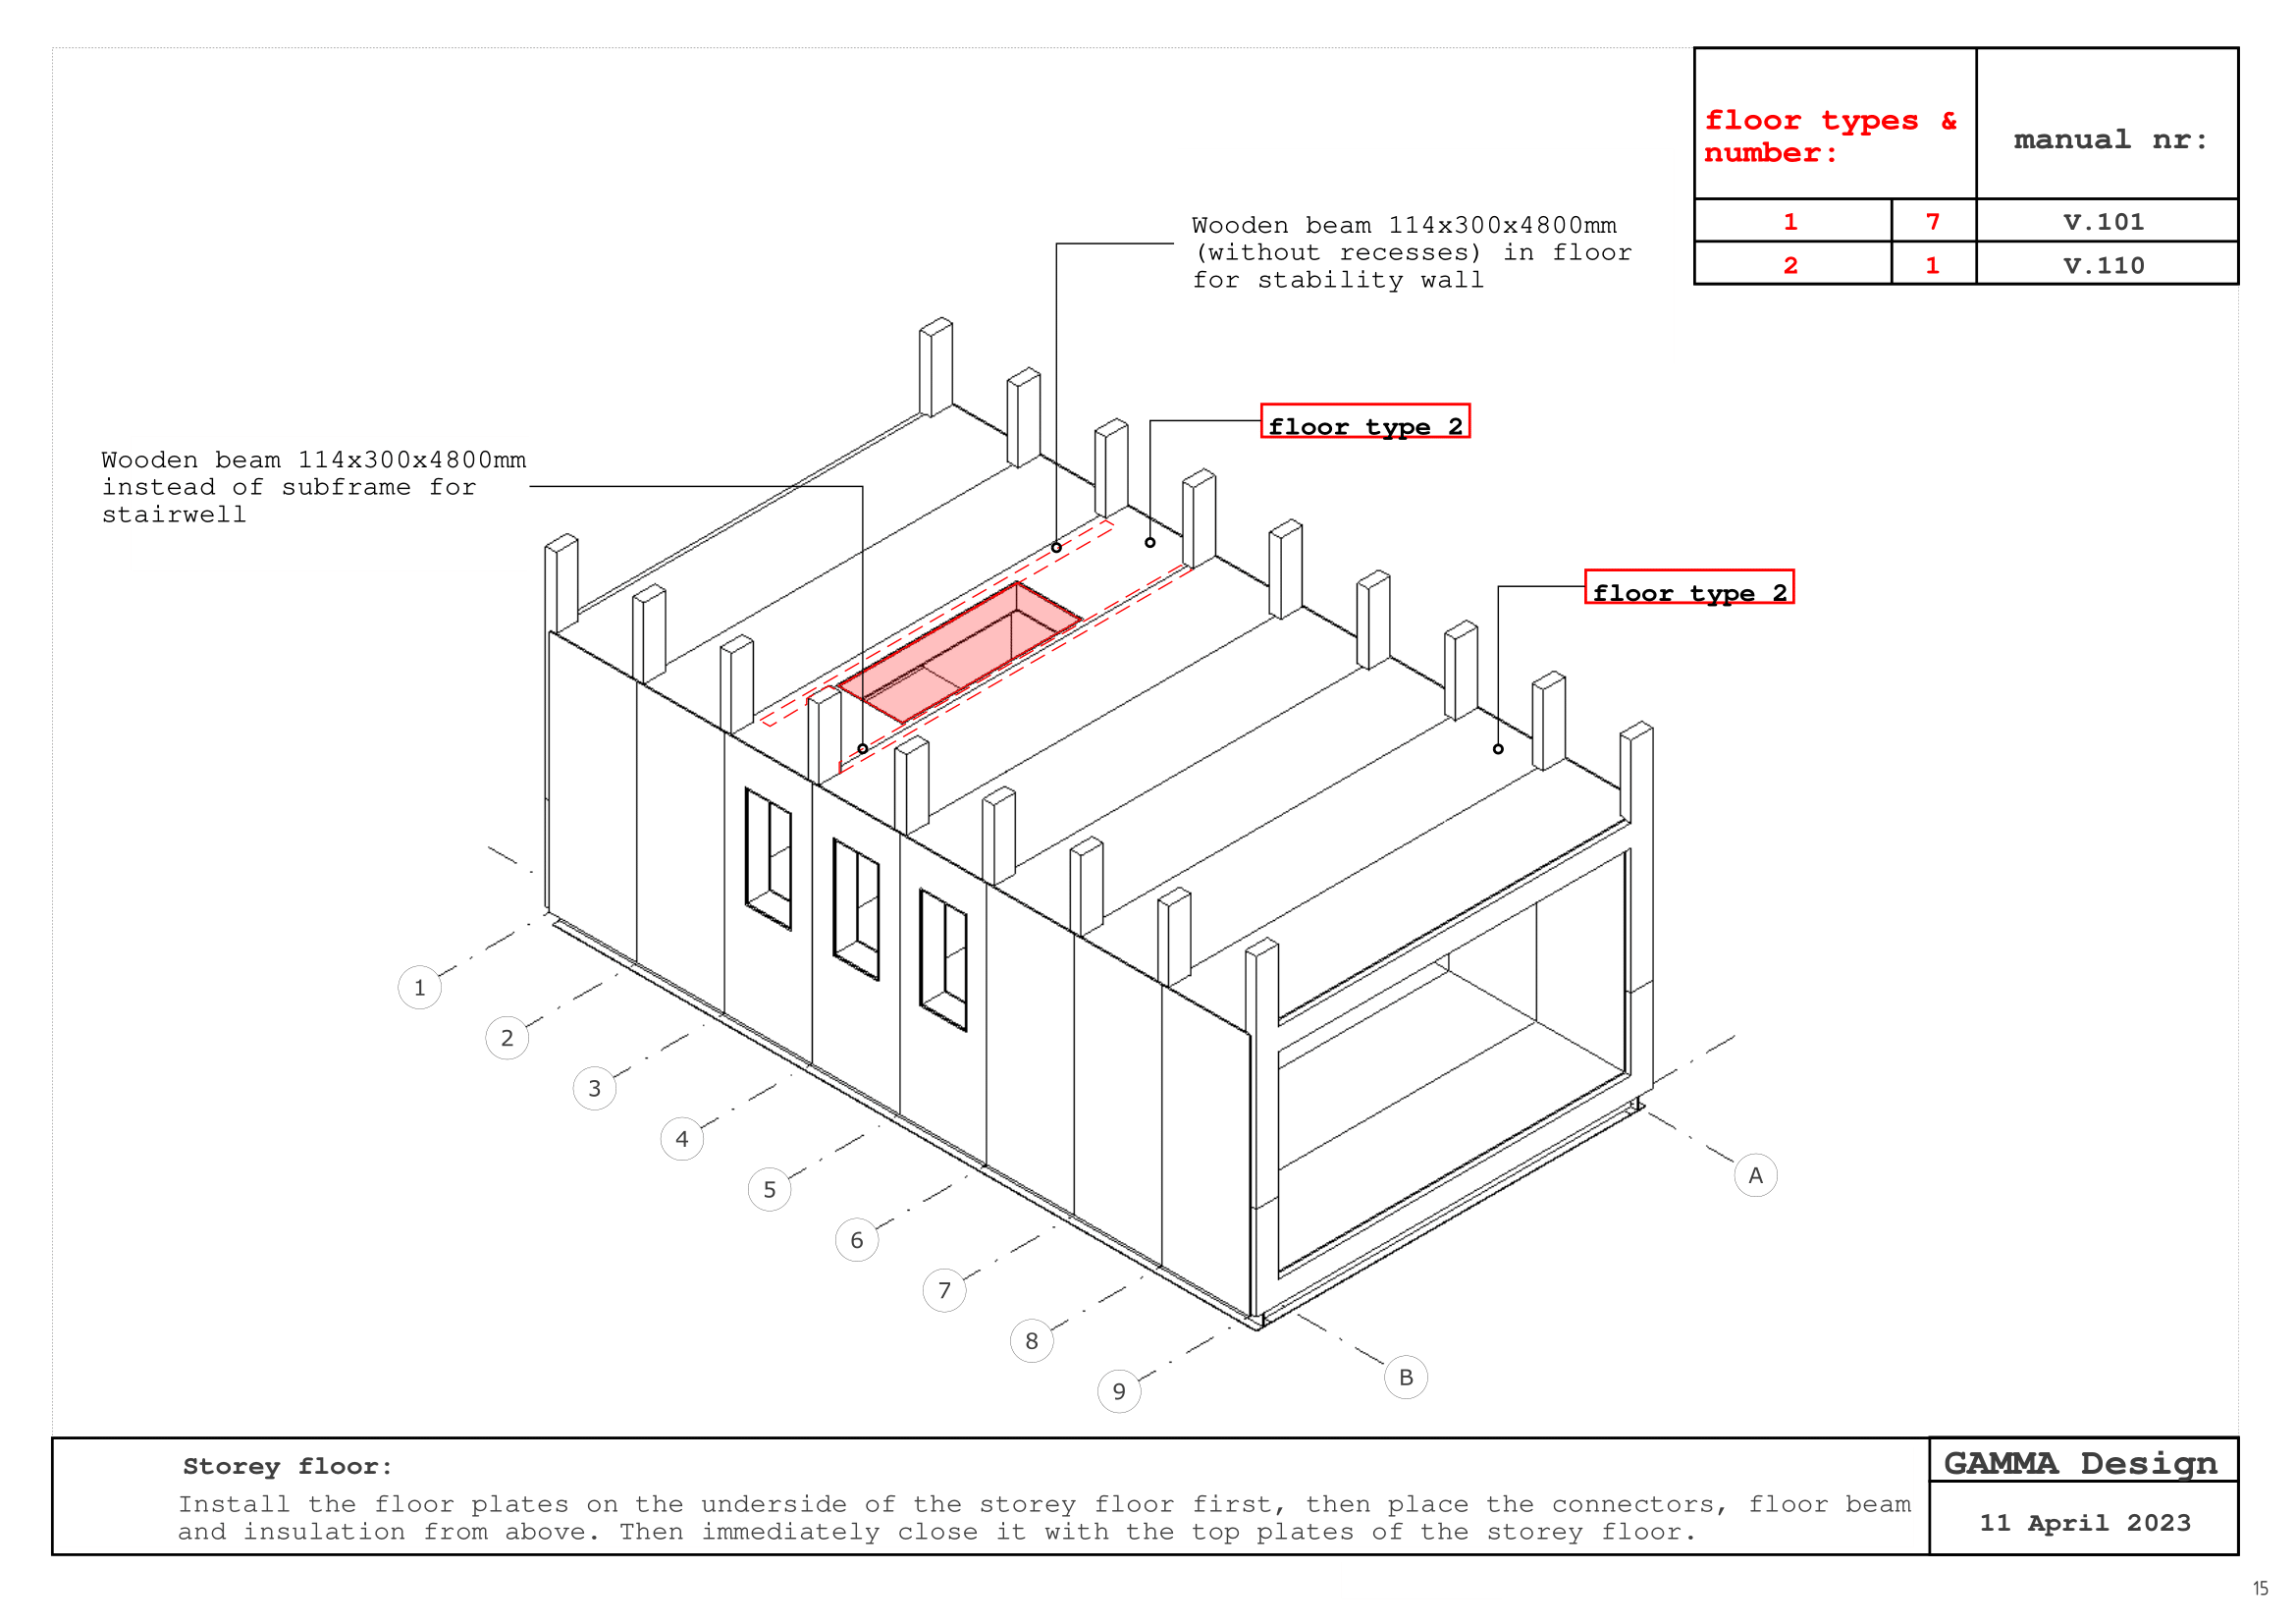 floor types &
number:
manual nr:
1 7 V.101
2 1 V.110
Wooden beam 114x300x4800mm
(without recesses) in floor
for stability wall
floor type 2
Wooden beam 114x300x4800mm
instead of subframe for
stairwell
floor type 2
1
2
3
4
5
6
7
8
9
A
B
Storey floor:
Install the floor plates on the underside of the storey floor first, then place the connectors, floor beam
and insulation from above. Then immediately close it with the top plates of the storey floor.
GAMMA Design
11 April 2023
15